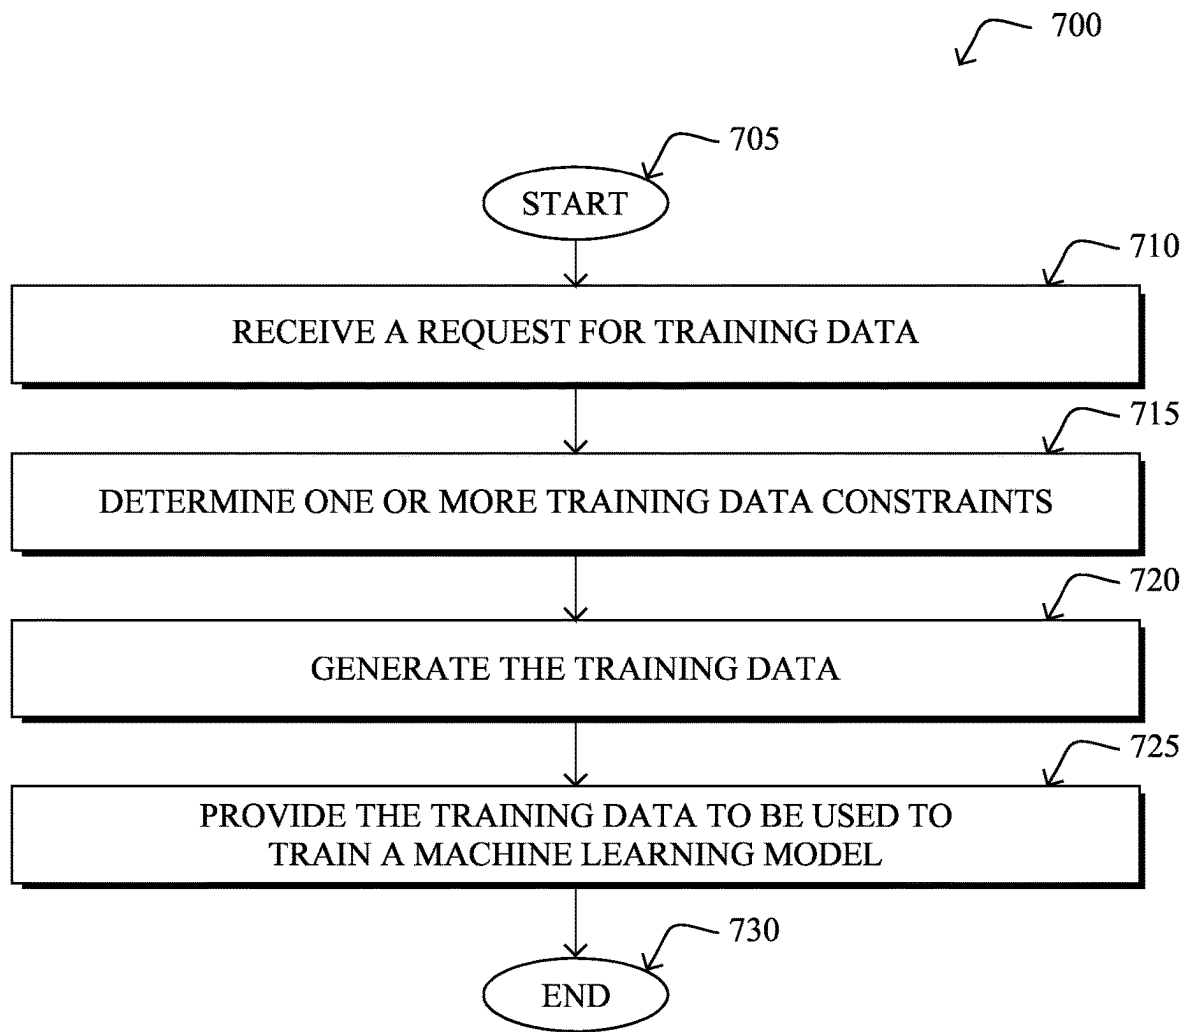 700
705
START
710
RECEIVE A REQUEST FOR TRAINING DATA
715
DETERMINE ONE OR MORE TRAINING DATA CONSTRAINTS
720
GENERATE THE TRAINING DATA
725
PROVIDE THE TRAINING DATA TO BE USED TO
TRAIN A MACHINE LEARNING MODEL
730
END